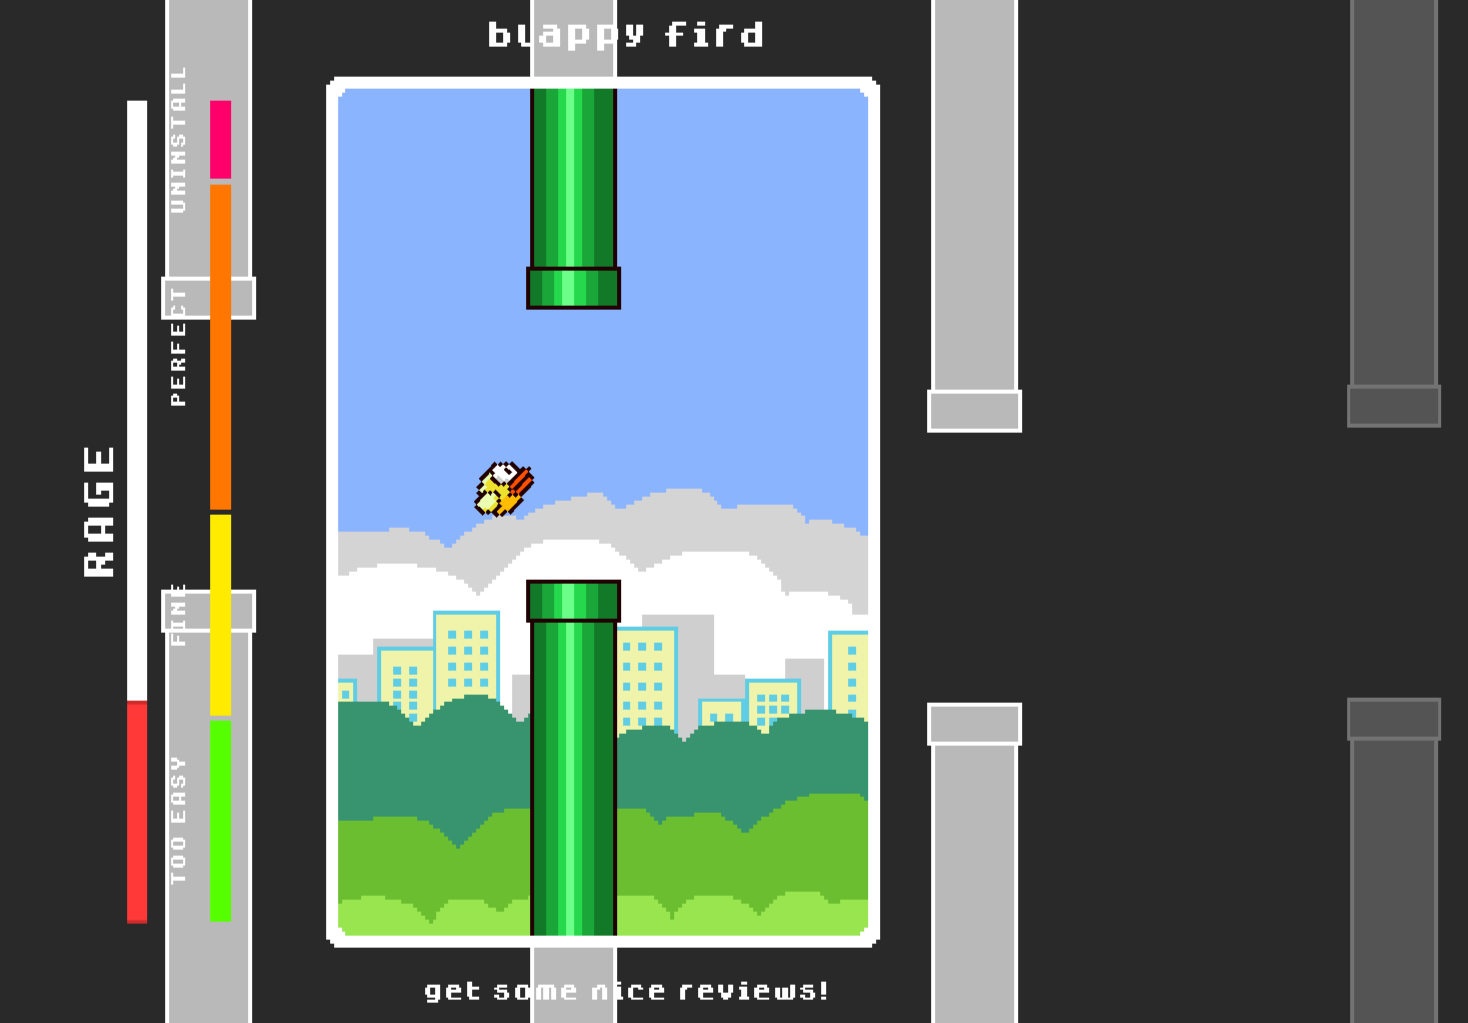 blappy fird
RAGE
UNINSTALL
PERFECT
FINE
TOO EASY
get some nice reviews!